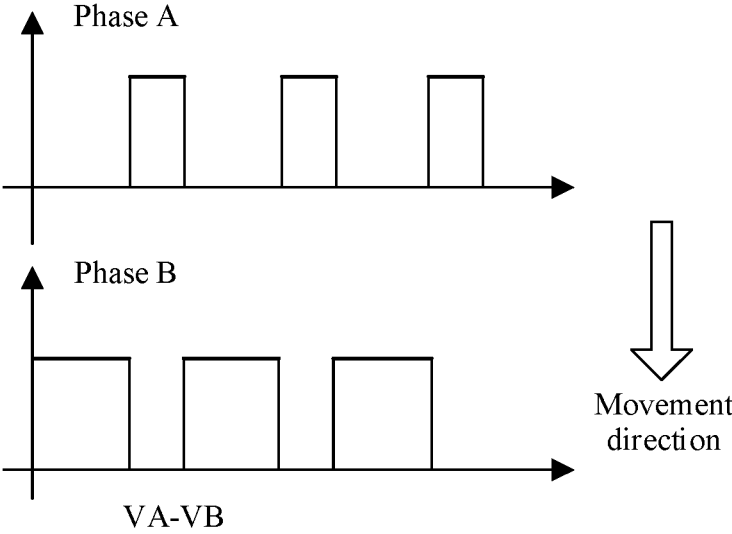 Phase A
Phase B
Movement
direction
VA-VB